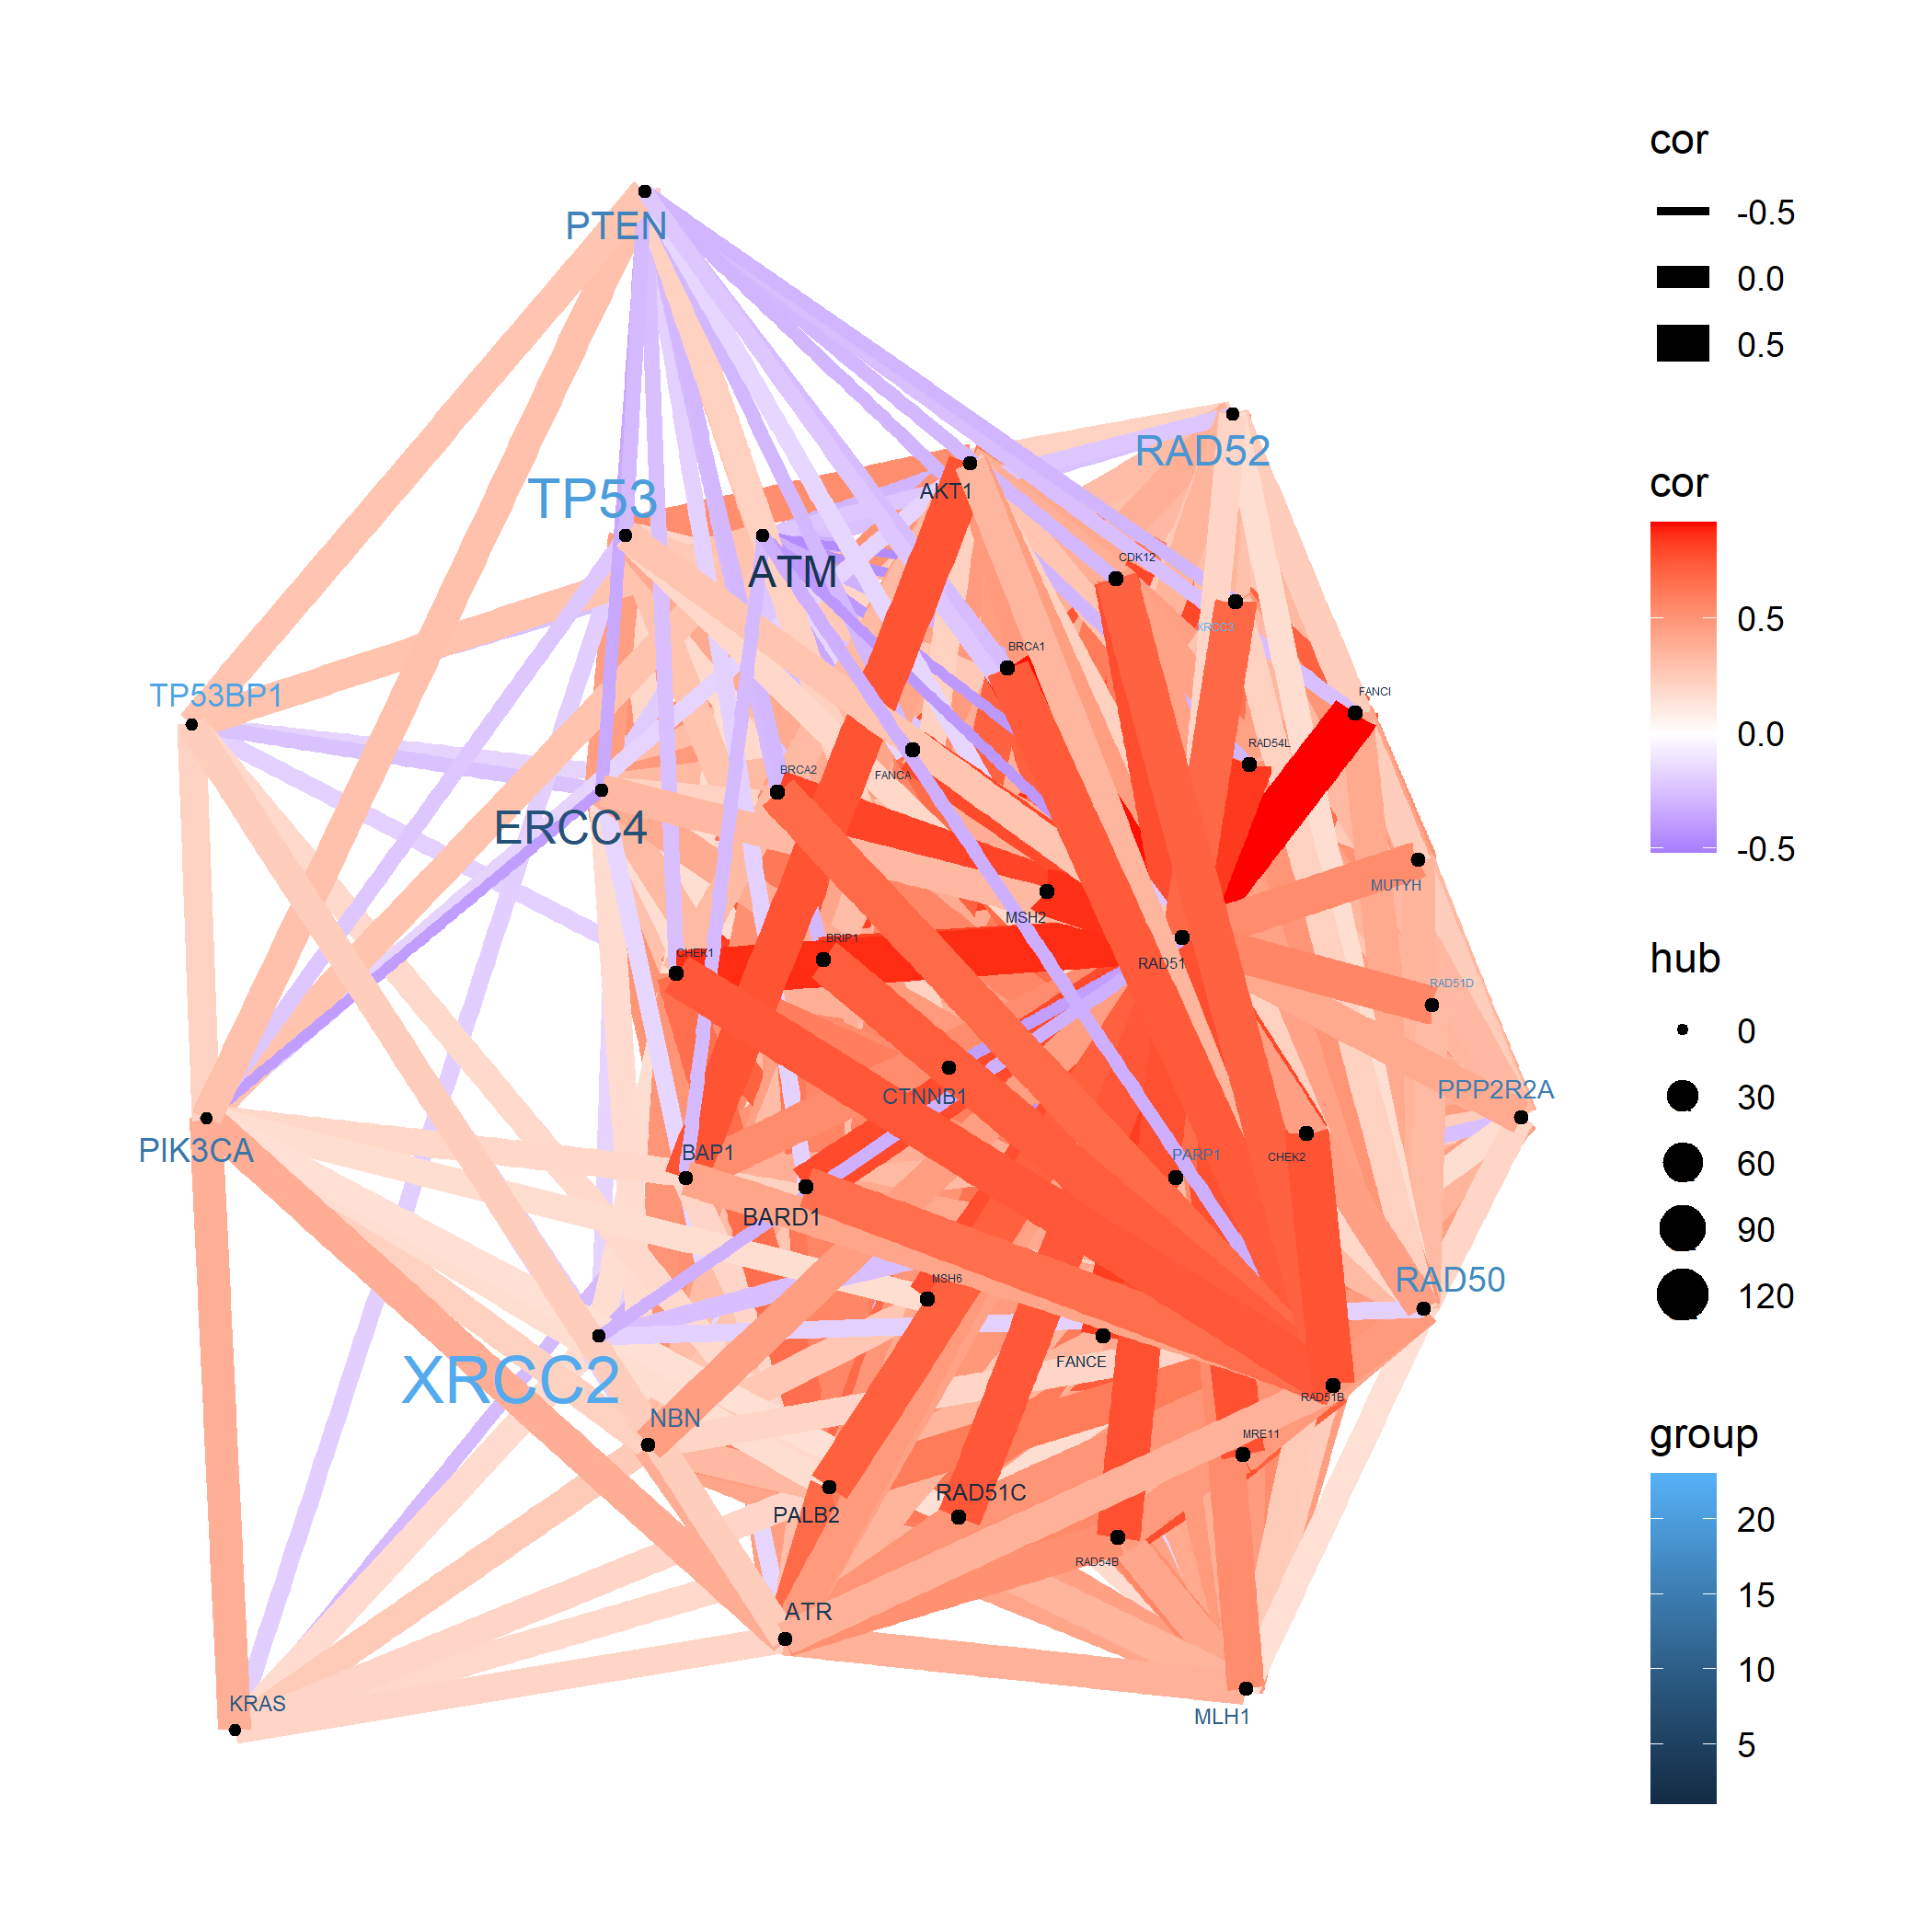 cor
-0.5
0.0
0.5
cor
0.5
0.0
-0.5
hub
0
30
60
90
120
group
20
15
10
5
PTEN
RAD52
TP53
AKT1
ATM
CDK12
XRCC3
BRCA1
TP53BP1
FANCI
RAD54L
BRCA2
FANCA
ERCC4
MUTYH
MSH2
BRIP1
CHEK1
RAD51
RAD51D
CTNNB1
PPP2R2A
PIK3CA
BAP1
PARP1
CHEK2
BARD1
MSH6
RAD50
FANCE
XRCC2
RAD51B
NBN
MRE11
RAD51C
PALB2
RAD54B
ATR
KRAS
MLH1